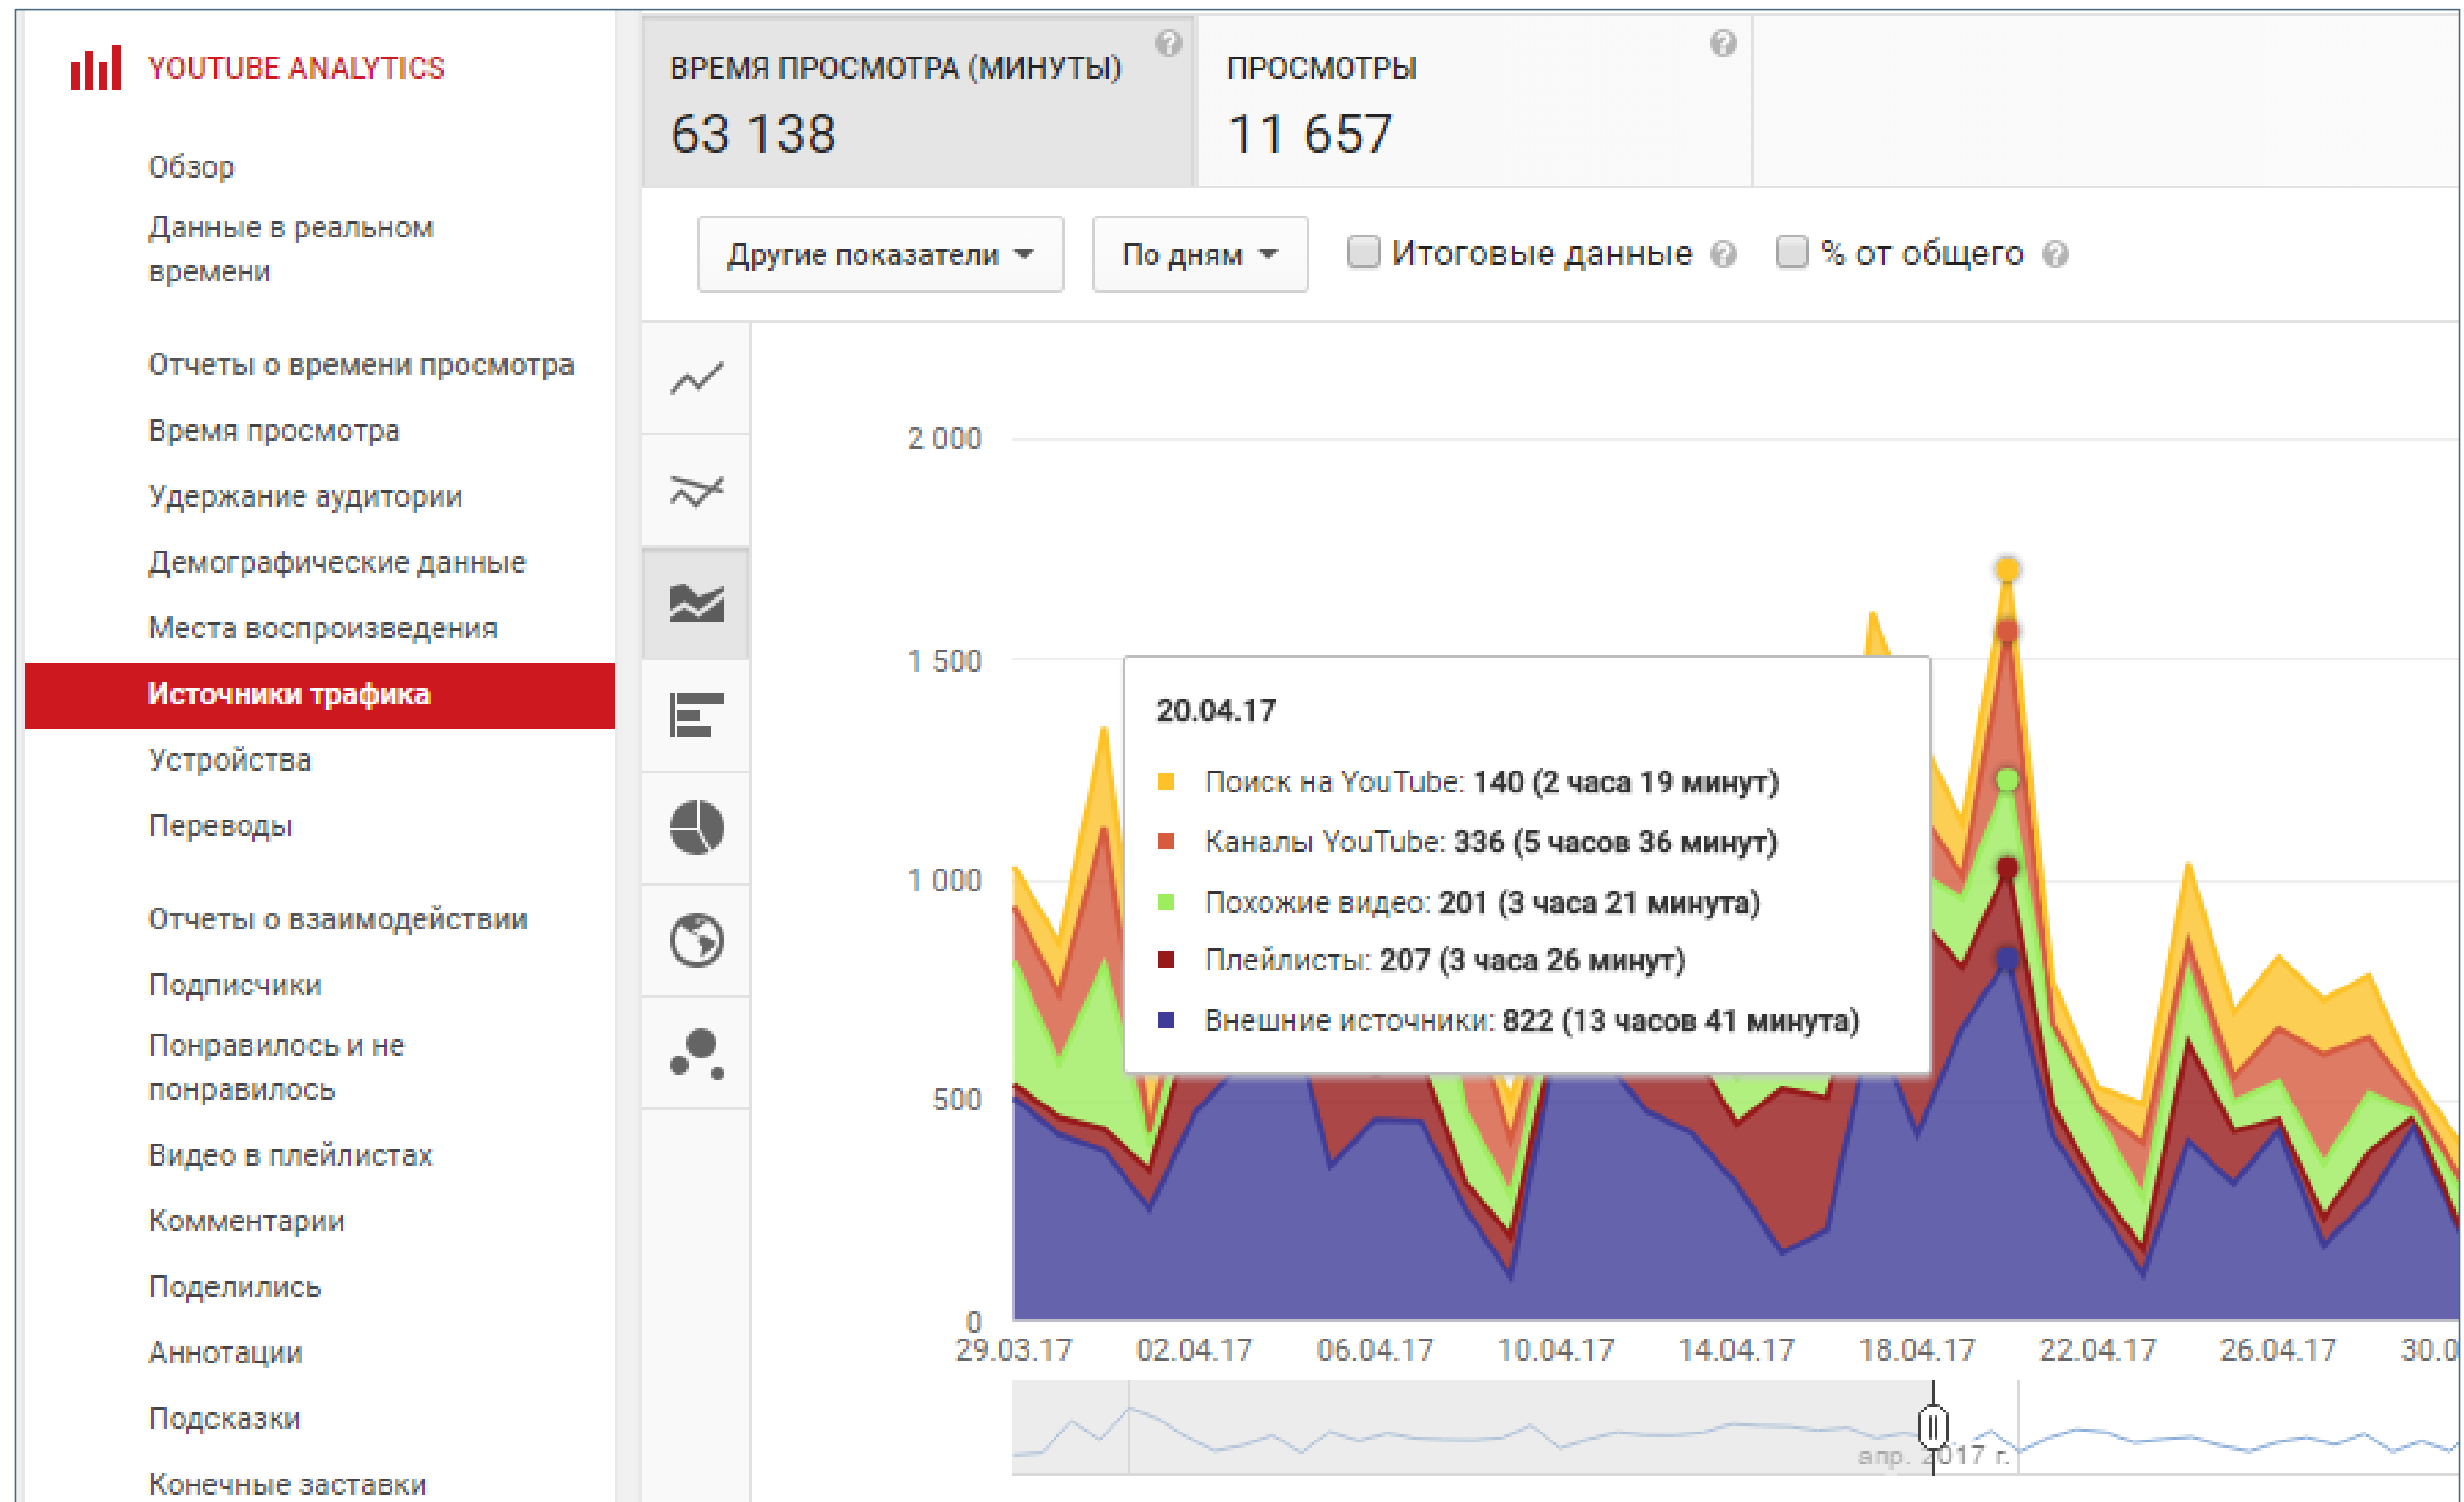 YOUTUBE ANALYTICS
Обзор
Данные в реальном
времени
Отчеты о времени просмотра
Время просмотра
Удержание аудитории
Демографические данные
Места воспроизведения
Источники трафика
Устройства
Переводы
Отчеты о взаимодействии
Подписчики
Понравилось и не
понравилось
Видео в плейлистах
Комментарии
Поделились
Аннотации
Подсказки
Конечные заставки
ВРЕМЯ ПРОСМОТРА (МИНУТЫ) ?
63 138
ПРОСМОТРЫ ?
11 657
Другие показатели По дням Итоговые данные ? % от общего ?
2 000
1 500
1 000
500
0
20.04.17
Поиск на YouTube: 140 (2 часа 19 минут)
Каналы YouTube: 336 (5 часов 36 минут)
Похожие видео: 201 (3 часа 21 минута)
Плейлисты: 207 (3 часа 26 минут)
Внешние источники: 822 (13 часов 41 минута)
29.03.17 02.04.17 06.04.17 10.04.17 14.04.17 18.04.17 22.04.17 26.04.17 30.0
апр. 2017 г.